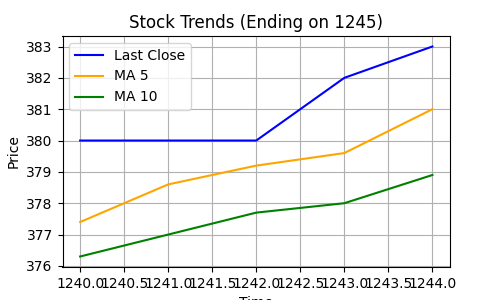 Stock Trends (Ending on 1245)
Last Close
MA 5
MA 10
Price
383
382
381
380
379
378
377
376
1240.0 1240.5 1241.0 1241.5 1242.0 1242.5 1243.0 1243.5 1244.0
Time